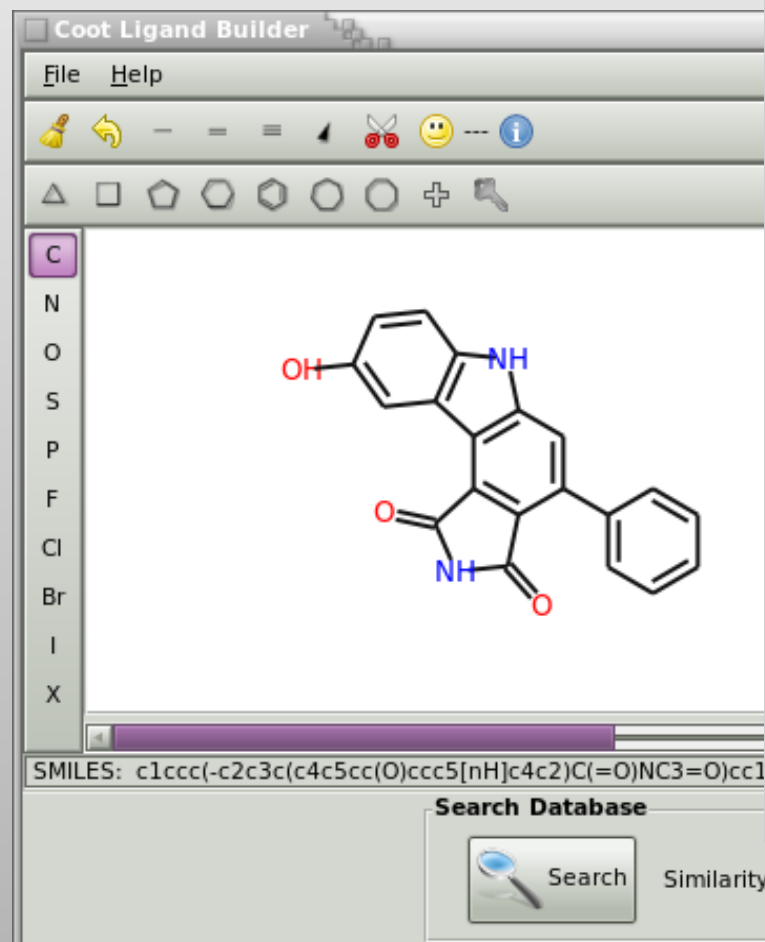 Coot Ligand Builder
File Help
---
C
N
O
S
P
F
Cl
Br
I
X
NH
OH
O
NH
O
SMILES: c1ccc(-c2c3c(c4c5cc(O)ccc5[nH]c4c2)C(=O)NC3=O)cc1
Search Database
Search Similarity